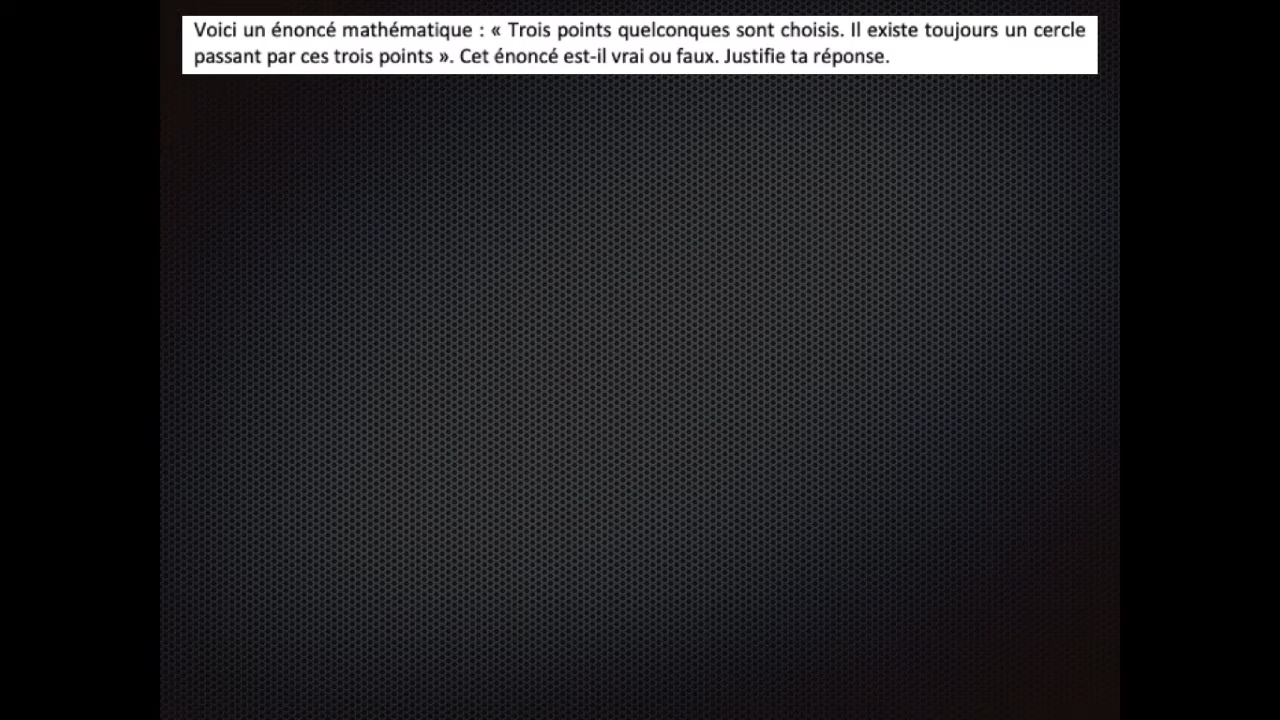 Voici un énoncé mathématique : « Trois points quelconques sont choisis. Il existe toujours un cercle
passant par ces trois points ». Cet énoncé est-il vrai ou faux. Justifie ta réponse.